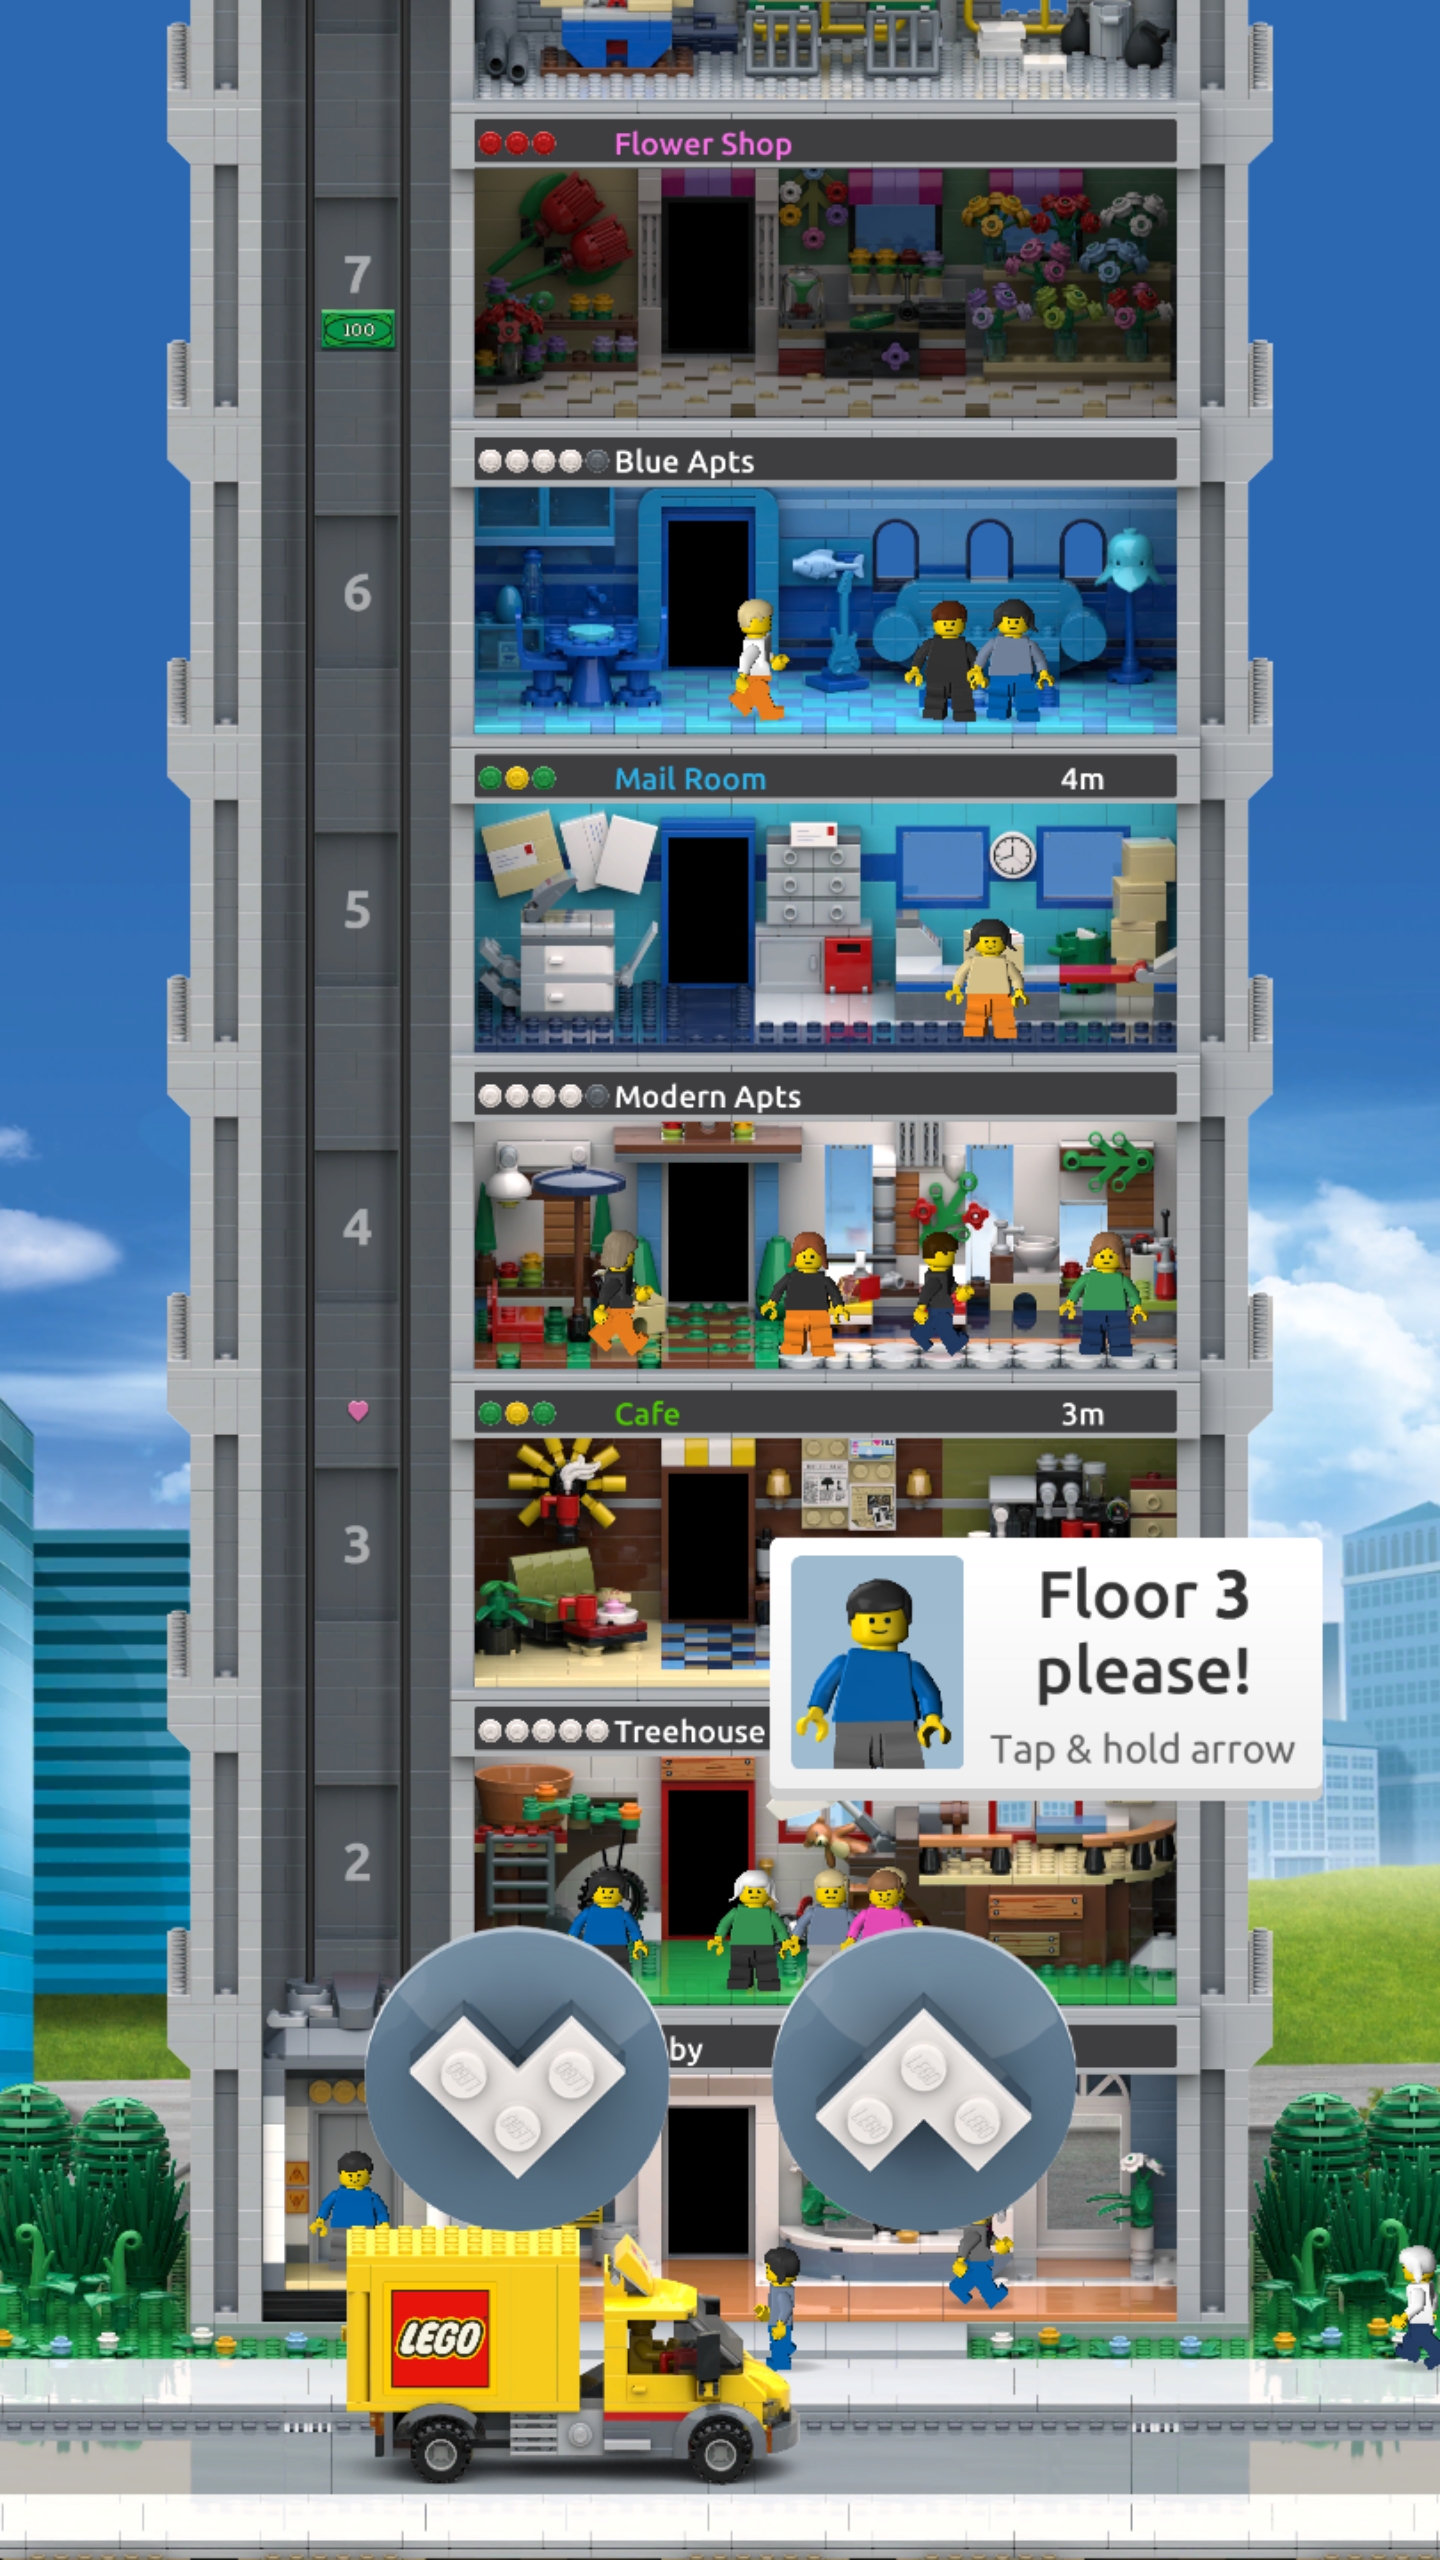 Flower Shop
7
100
Blue Apts
6
Mail Room 4m
5
Modern Apts
4
Cafe 3m
3
Floor 3
please!
Tap & hold arrow
Treehouse
2
by
LEGO